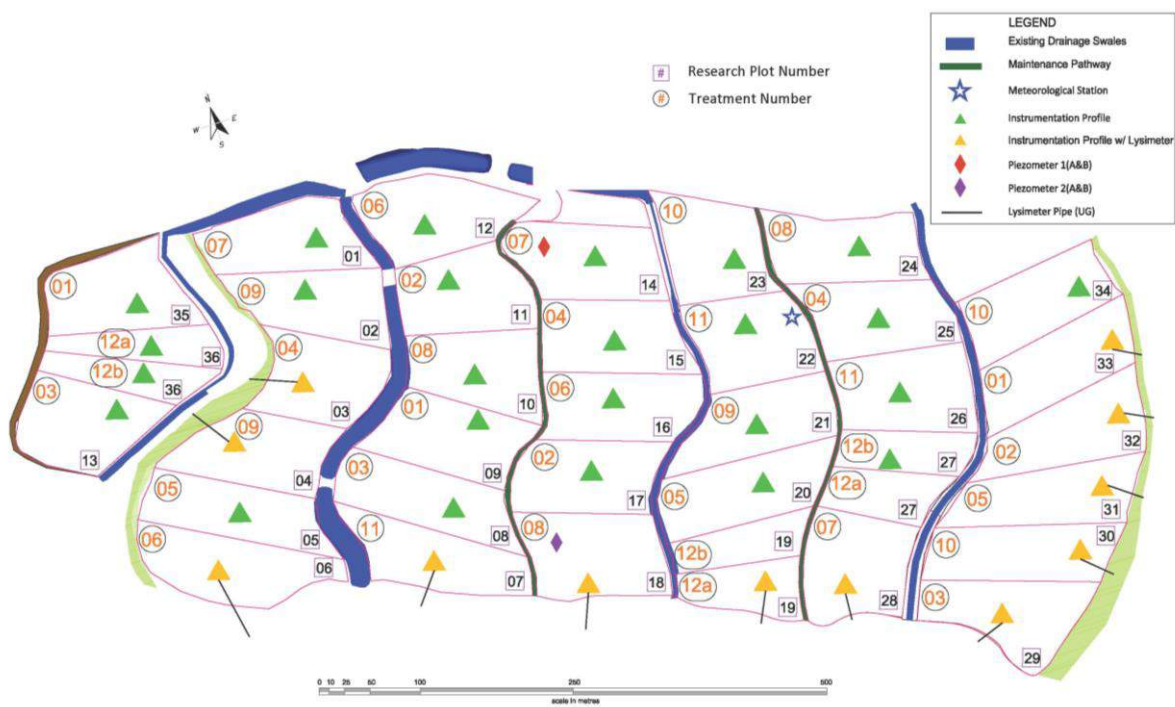 LEGEND
Existing Drainage Swales
Maintenance Pathway
Meteorological Station
Instrumentation Profile
Instrumentation Profile w/ Lysimeter
Piezometer 1(A&B)
Piezometer 2(A&B)
Lysimeter Pipe (UG)
# Research Plot Number
# Treatment Number
N
W E
S
06
10
07 12 08
07
01 01 24
09 02 23 34
35 14 10
11 04
12a 02 04 11 25
36 04 08 15 22 33
12b 11 01
36 03 10 06 26
03 01 16 09 21 32
09 12b 02
13 09 02 27
04 03 17 05 20 12a 05 31
05 27 30
08 08 07 10
05 12b 19
06 11
06 07 18 12a 19 28 03
29
0 10 25 50 100 250 500
scale in metres